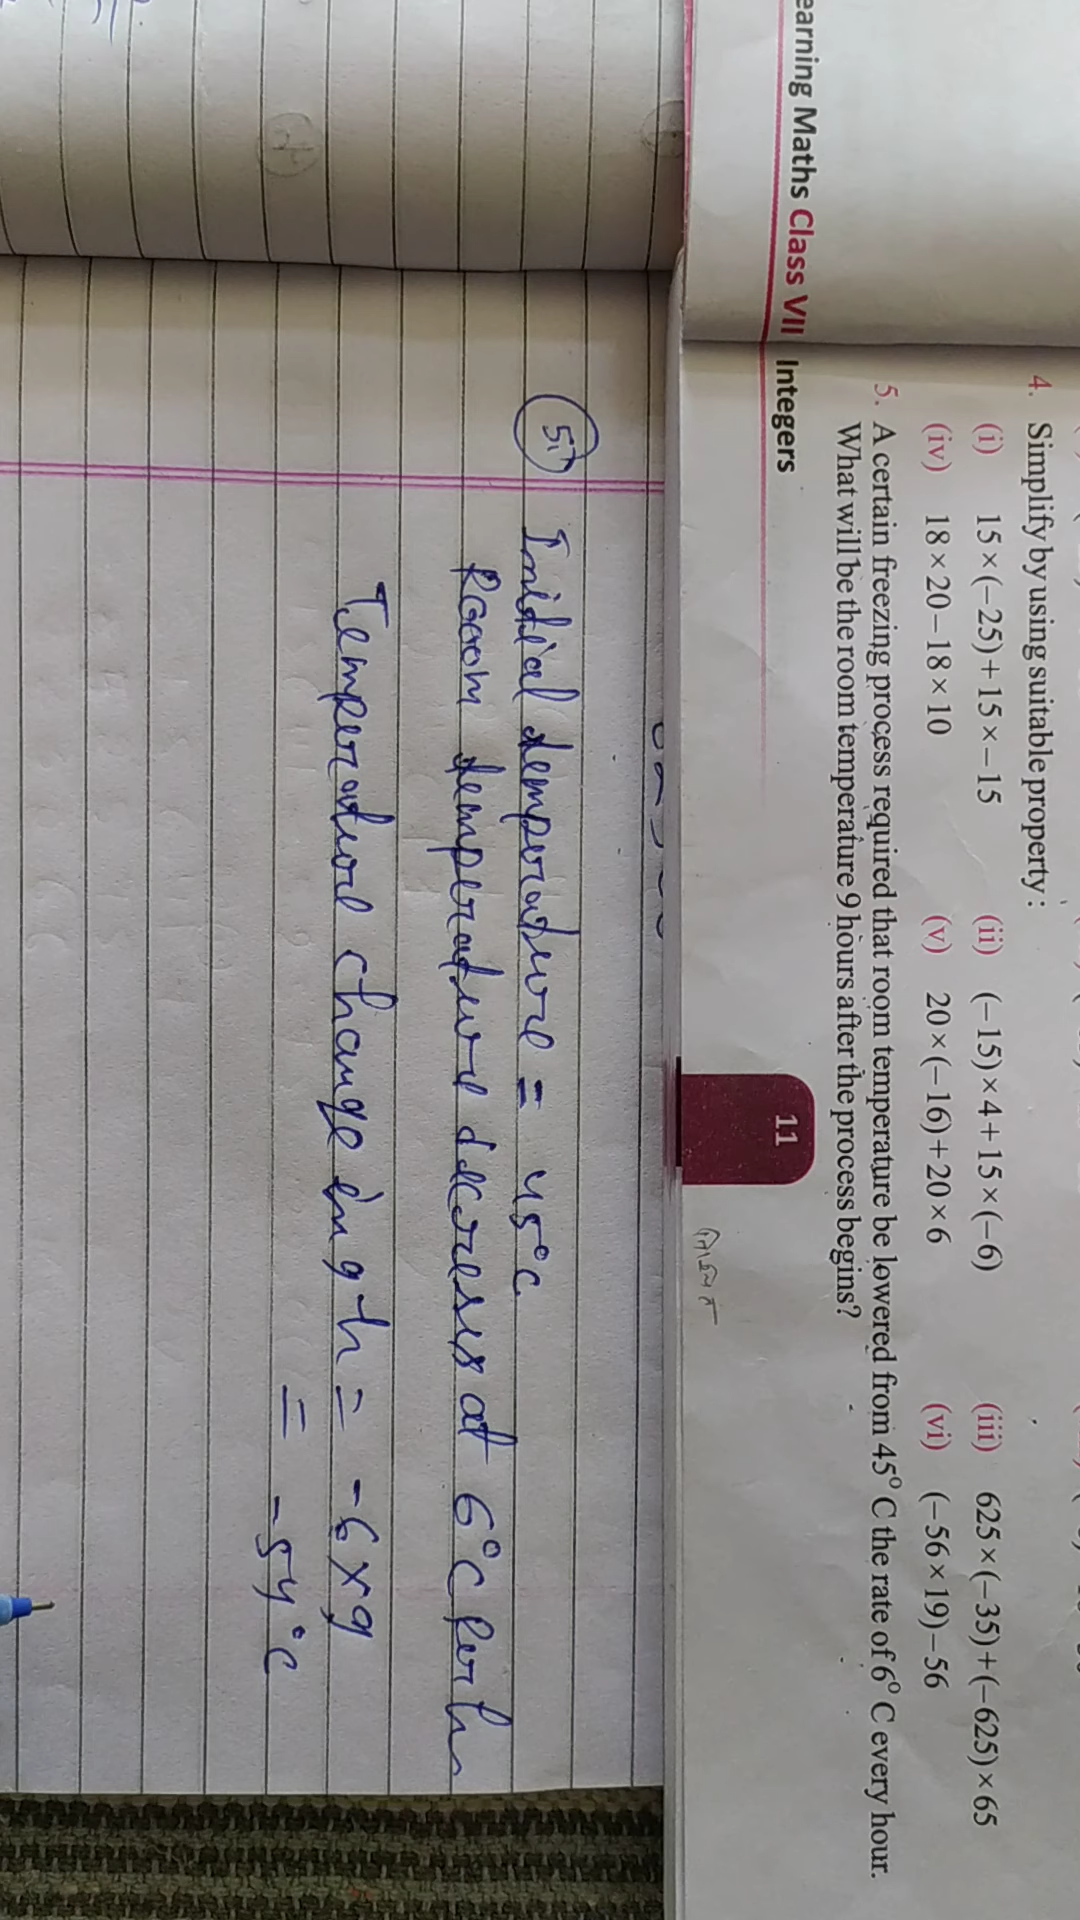 4. Simplify by using suitable property :
(i) 15×(−25)+15×−15 (ii) (−15)×4+15×(−6) (iii) 625×(−35)+(−625)×65
(iv) 18×20−18×10 (v) 20×(−16)+20×6 (vi) (−56×19)−56
5. A certain freezing process required that room temperature be lowered from 45° C the rate of 6° C every hour.
What will be the room temperature 9 hours after the process begins?
earning Maths Class VII Integers
11
5.
Initial temperature = 45°C
Room temperature decreases at 6°C per h
Temperature change in 9 h = -6×9
= -54°C